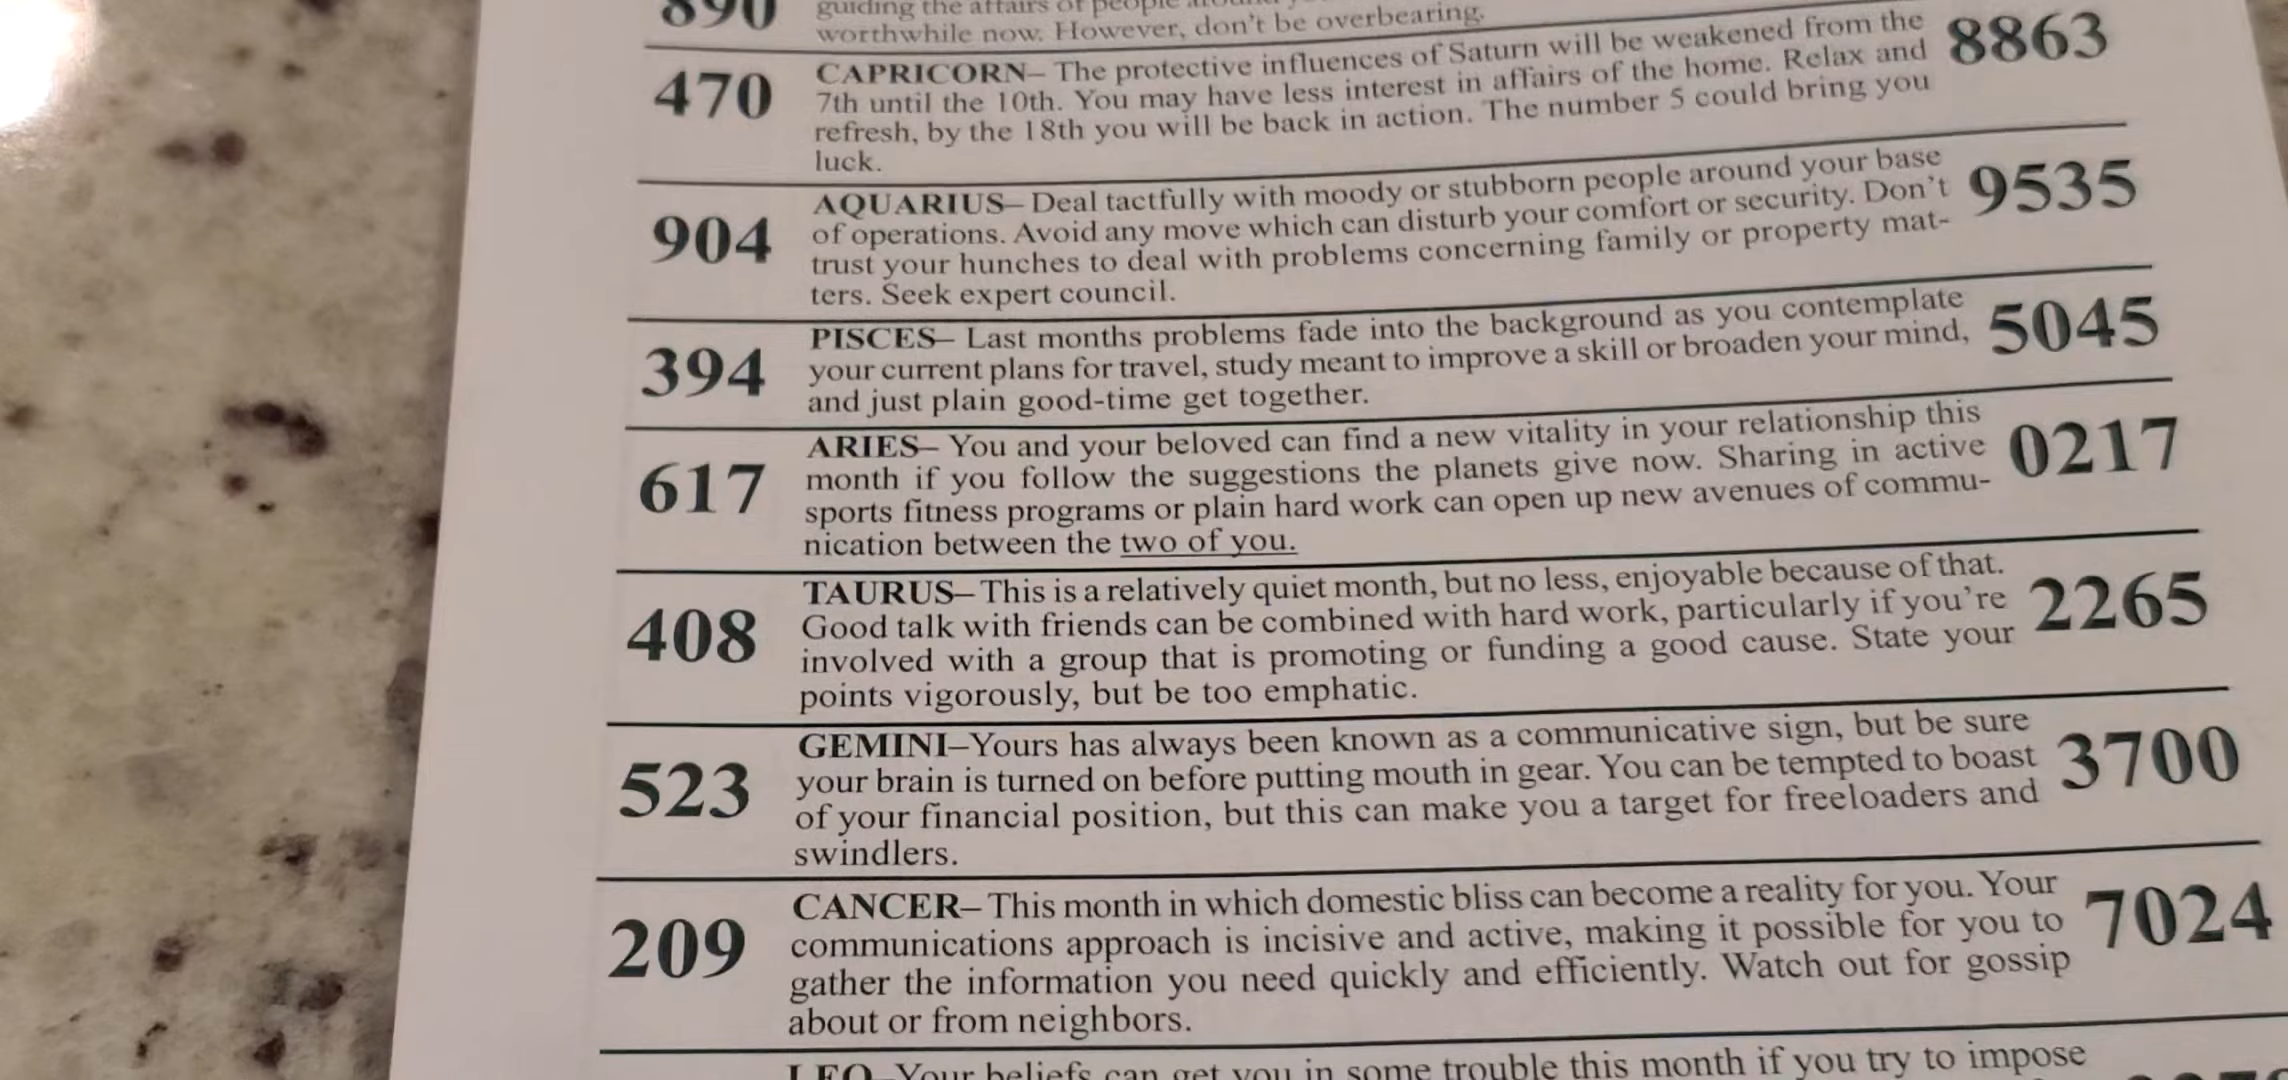 890 guiding the affairs of people
worthwhile now. However, don't be overbearing.
470 CAPRICORN– The protective influences of Saturn will be weakened from the 8863
7th until the 10th. You may have less interest in affairs of the home. Relax and
refresh, by the 18th you will be back in action. The number 5 could bring you
luck.
904 AQUARIUS– Deal tactfully with moody or stubborn people around your base 9535
of operations. Avoid any move which can disturb your comfort or security. Don't
trust your hunches to deal with problems concerning family or property mat-
ters. Seek expert council.
394 PISCES– Last months problems fade into the background as you contemplate 5045
your current plans for travel, study meant to improve a skill or broaden your mind,
and just plain good-time get together.
617 ARIES– You and your beloved can find a new vitality in your relationship this 0217
month if you follow the suggestions the planets give now. Sharing in active
sports fitness programs or plain hard work can open up new avenues of commu-
nication between the two of you.
408 TAURUS– This is a relatively quiet month, but no less, enjoyable because of that. 2265
Good talk with friends can be combined with hard work, particularly if you're
involved with a group that is promoting or funding a good cause. State your
points vigorously, but be too emphatic.
523 GEMINI–Yours has always been known as a communicative sign, but be sure 3700
your brain is turned on before putting mouth in gear. You can be tempted to boast
of your financial position, but this can make you a target for freeloaders and
swindlers.
209 CANCER– This month in which domestic bliss can become a reality for you. Your 7024
communications approach is incisive and active, making it possible for you to
gather the information you need quickly and efficiently. Watch out for gossip
about or from neighbors.
LEO–Your beliefs can get you in some trouble this month if you try to impose